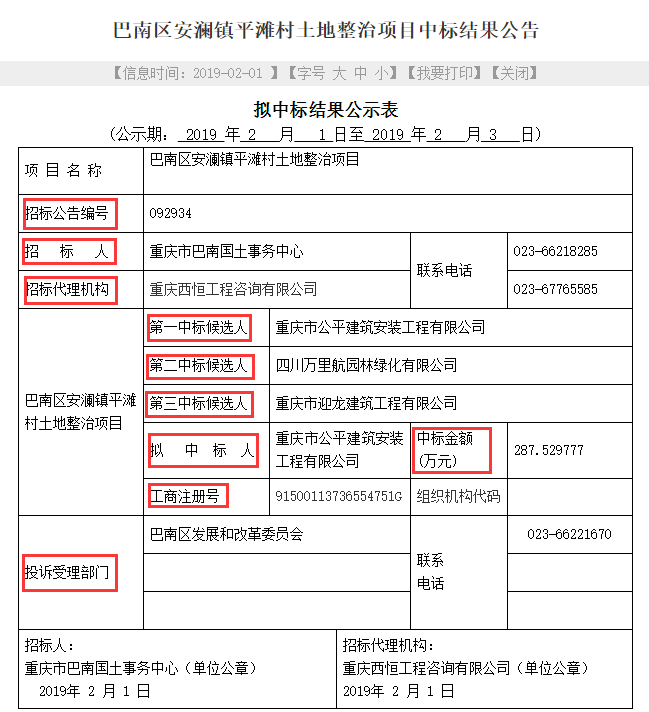 巴南区安澜镇平滩村土地整治项目中标结果公告
【信息时间：2019-02-01 】【字号 大 中 小】【我要打印】【关闭】
拟中标结果公示表
(公示期: 2019 年 2 月 1 日至 2019 年 2 月 3 日)
项 目 名 称
巴南区安澜镇平滩村土地整治项目
招标公告编号
092934
招 标 人
重庆市巴南国土事务中心
联系电话
023-66218285
招标代理机构
重庆西恒工程咨询有限公司
023-67765585
巴南区安澜镇平滩
村土地整治项目
第一中标候选人
重庆市公平建筑安装工程有限公司
第二中标候选人
四川万里航园林绿化有限公司
第三中标候选人
重庆市迎龙建筑工程有限公司
拟 中 标 人
重庆市公平建筑安装
工程有限公司
中标金额
(万元)
287.529777
工商注册号
91500113736554751G
组织机构代码
投诉受理部门
巴南区发展和改革委员会
联系
电话
023-66221670
招标人:
重庆市巴南国土事务中心（单位公章）
2019年 2 月 1 日
招标代理机构:
重庆西恒工程咨询有限公司（单位公章）
2019年 2 月 1 日